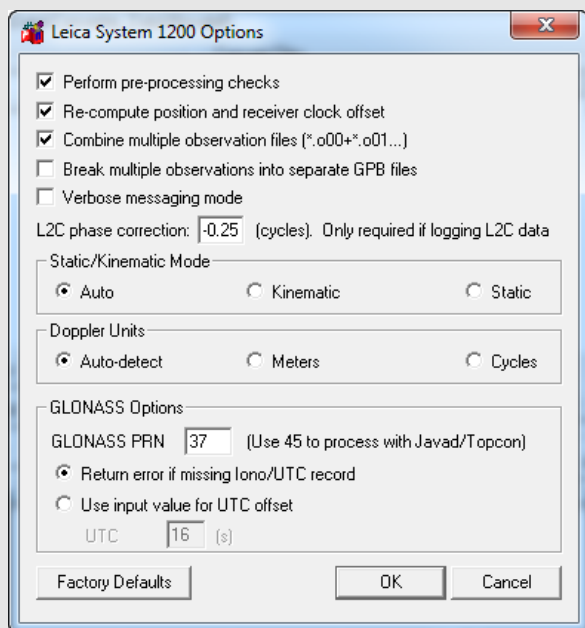 Leica System 1200 Options
Perform pre-processing checks
Re-compute position and receiver clock offset
Combine multiple observation files (*.o00+*.o01...)
Break multiple observations into separate GPB files
Verbose messaging mode
L2C phase correction: -0.25 (cycles). Only required if logging L2C data
Static/Kinematic Mode
Auto Kinematic Static
Doppler Units
Auto-detect Meters Cycles
GLONASS Options
GLONASS PRN 37 (Use 45 to process with Javad/Topcon)
Return error if missing Iono/UTC record
Use input value for UTC offset
UTC 16 (s)
Factory Defaults OK Cancel